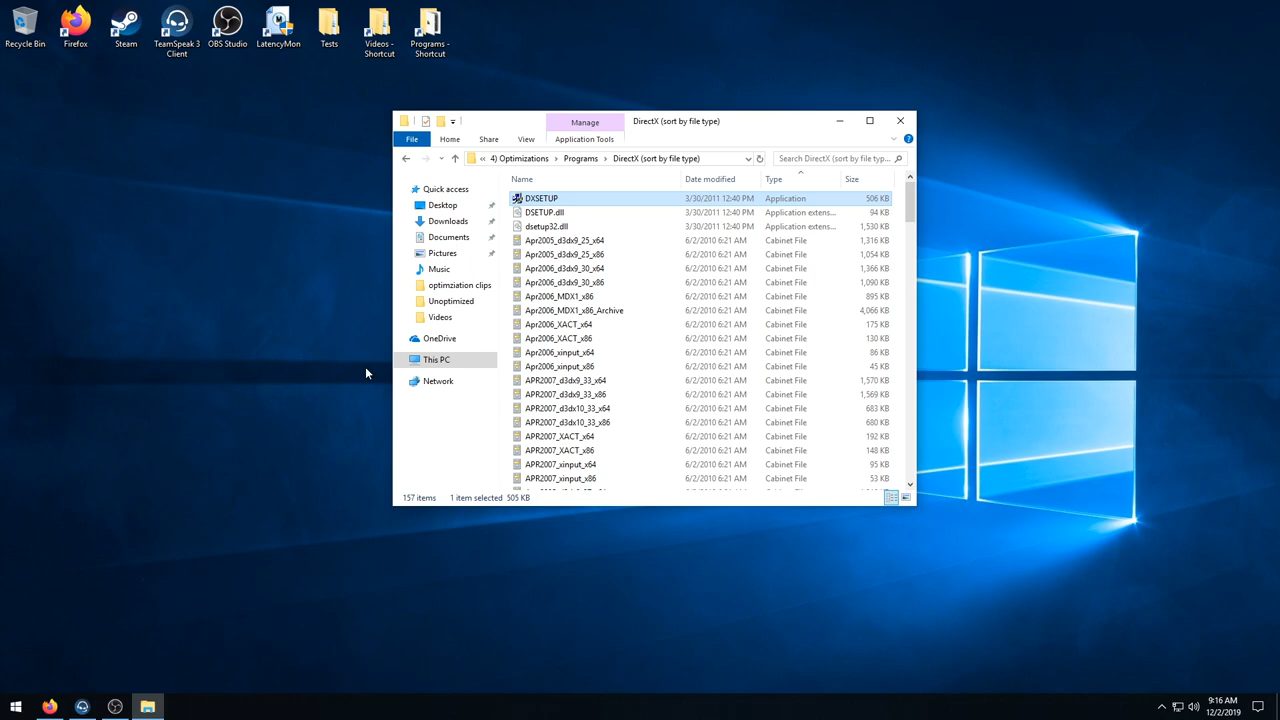 Recycle Bin
Firefox
Steam
TeamSpeak 3
Client
OBS Studio
LatencyMon
Tests
Videos -
Shortcut
Programs -
Shortcut
Manage
DirectX (sort by file type)
File
Home
Share
View
Application Tools
4) Optimizations
Programs
DirectX (sort by file type)
Search DirectX (sort by file typ...
Name
Date modified
Type
Size
Quick access
Desktop
Downloads
Documents
Pictures
Music
optimziation clips
Unoptimized
Videos
OneDrive
This PC
Network
DXSETUP 3/30/2011 12:40 PM Application 506 KB
DSETUP.dll 3/30/2011 12:40 PM Application extens... 94 KB
dsetup32.dll 3/30/2011 12:40 PM Application extens... 1,530 KB
Apr2005_d3dx9_25_x64 6/2/2010 6:21 AM Cabinet File 1,316 KB
Apr2005_d3dx9_25_x86 6/2/2010 6:21 AM Cabinet File 1,054 KB
Apr2006_d3dx9_30_x64 6/2/2010 6:21 AM Cabinet File 1,366 KB
Apr2006_d3dx9_30_x86 6/2/2010 6:21 AM Cabinet File 1,090 KB
Apr2006_MDX1_x86 6/2/2010 6:21 AM Cabinet File 895 KB
Apr2006_MDX1_x86_Archive 6/2/2010 6:21 AM Cabinet File 4,066 KB
Apr2006_XACT_x64 6/2/2010 6:21 AM Cabinet File 175 KB
Apr2006_XACT_x86 6/2/2010 6:21 AM Cabinet File 130 KB
Apr2006_xinput_x64 6/2/2010 6:21 AM Cabinet File 86 KB
Apr2006_xinput_x86 6/2/2010 6:21 AM Cabinet File 45 KB
APR2007_d3dx9_33_x64 6/2/2010 6:21 AM Cabinet File 1,570 KB
APR2007_d3dx9_33_x86 6/2/2010 6:21 AM Cabinet File 1,569 KB
APR2007_d3dx10_33_x64 6/2/2010 6:21 AM Cabinet File 683 KB
APR2007_d3dx10_33_x86 6/2/2010 6:21 AM Cabinet File 680 KB
APR2007_XACT_x64 6/2/2010 6:21 AM Cabinet File 192 KB
APR2007_XACT_x86 6/2/2010 6:21 AM Cabinet File 148 KB
APR2007_xinput_x64 6/2/2010 6:21 AM Cabinet File 95 KB
APR2007_xinput_x86 6/2/2010 6:21 AM Cabinet File 53 KB
157 items
1 item selected 505 KB
9:16 AM
12/2/2019